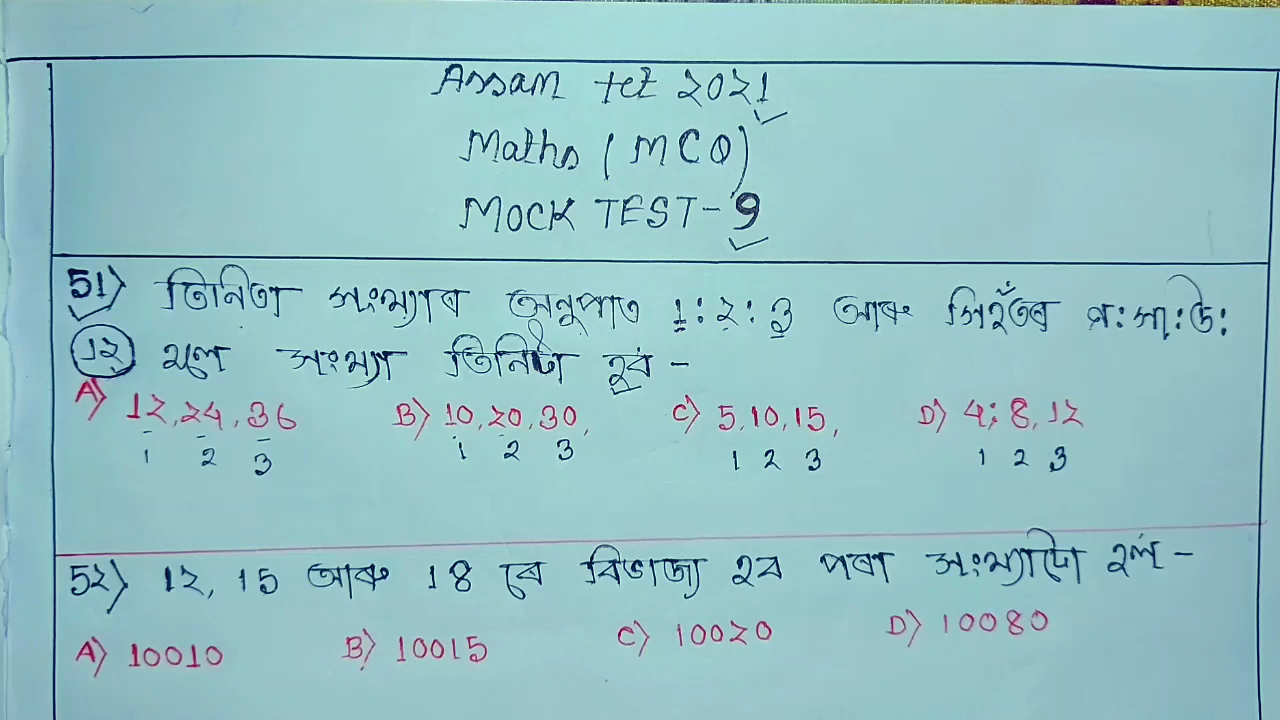 Assam tet 2021
Maths (MCQ)
MOCK TEST-9
51) তিনিটা সংখ্যাৰ অনুপাত 1:2:3 আৰু সিহঁতৰ গ:সা:উ:
12 হলে সংখ্যা তিনিটা হব -
A) 12,24,36 B) 10,20,30, C) 5,10,15, D) 4;8,12
1 2 3 1 2 3 1 2 3 1 2 3
52) 12, 15 আৰু 18 ৰে বিভাজ্য হব পৰা সংখ্যাটো হল -
A) 10010 B) 10015 C) 10020 D) 10080